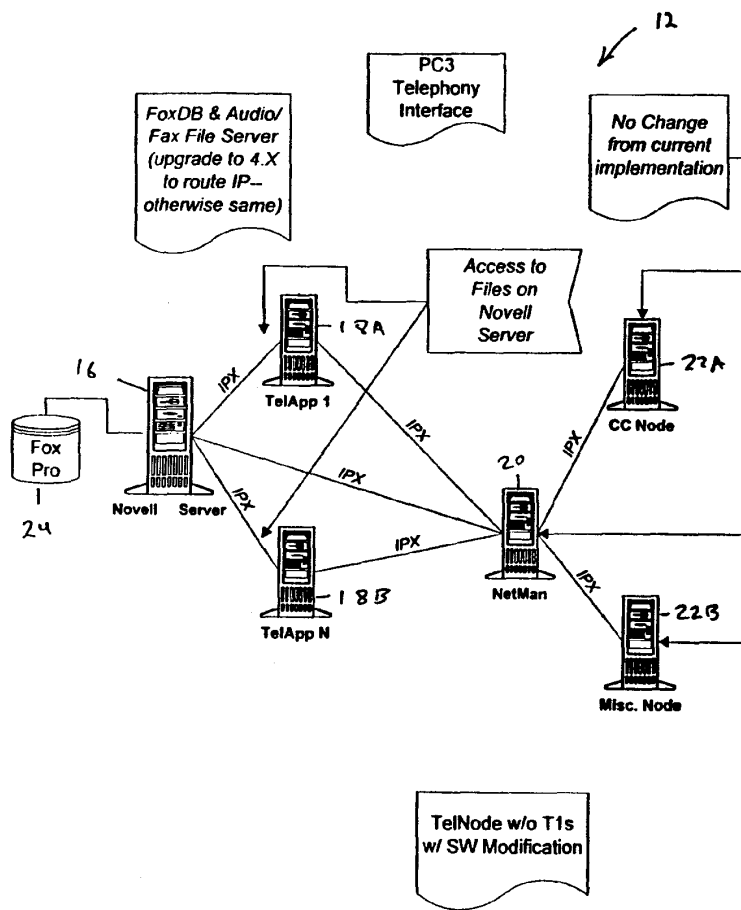 12
PC3
Telephony
Interface
FoxDB & Audio/
Fax File Server
(upgrade to 4.X
to route IP--
otherwise same)
No Change
from current
implementation
Access to
Files on
Novell
Server
18A
TelApp 1
16
IPX
IPX
22A
CC Node
Fox
Pro
24
Novell Server
IPX
IPX
20
IPX
IPX
NetMan
IPX
18B
TelApp N
22B
Misc. Node
TelNode w/o T1s
w/ SW Modification